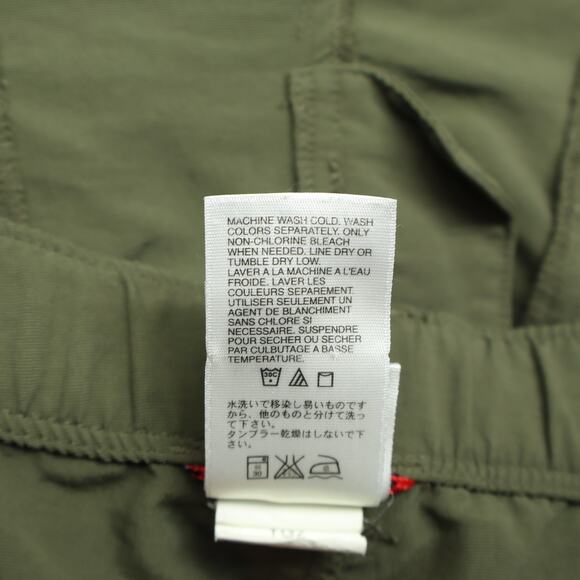 MACHINE WASH COLD. WASH
COLORS SEPARATELY. ONLY
NON-CHLORINE BLEACH
WHEN NEEDED. LINE DRY OR
TUMBLE DRY LOW.
LAVER A LA MACHINE A L'EAU
FROIDE. LAVER LES
COULEURS SEPAREMENT.
UTILISER SEULEMENT UN
AGENT DE BLANCHIMENT
SANS CHLORE SI
NECESSAIRE. SUSPENDRE
POUR SECHER OU SECHER
PAR CULBUTAGE A BASSE
TEMPERATURE.
30C
水洗いで移染し易いものです
から、他のものと分けて洗っ
て下さい。
タンブラー乾燥はしないで下
さい。